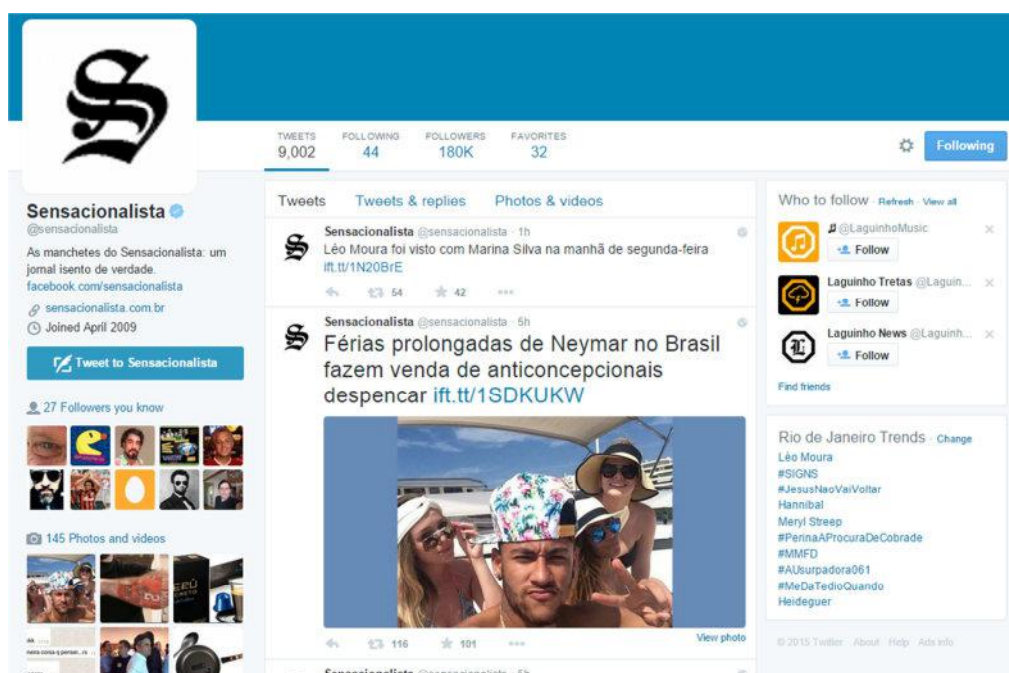 S
TWEETS FOLLOWING FOLLOWERS FAVORITES
9,002 44 180K 32
Following
Sensacionalista
@sensacionalista
As manchetes do Sensacionalista: um
jornal isento de verdade.
facebook.com/sensacionalista
sensacionalista.com.br
Joined April 2009
Tweet to Sensacionalista
27 Followers you know
145 Photos and videos
Tweets Tweets & replies Photos & videos
Sensacionalista @sensacionalista · 1h
Léo Moura foi visto com Marina Silva na manhã de segunda-feira
ift.tt/1N20BrE
54 42
Sensacionalista @sensacionalista · 5h
Férias prolongadas de Neymar no Brasil
fazem venda de anticoncepcionais
despencar ift.tt/1SDKUKW
116 101
View photo
Who to follow · Refresh · View all
@LaguinhoMusic
Follow
Laguinho Tretas @Laguin...
Follow
Laguinho News @Laguinh...
Follow
Find friends
Rio de Janeiro Trends · Change
Léo Moura
#SIGNS
#JesusNaoVaiVoltar
Hannibal
Meryl Streep
#PerinaAProcuraDeCobrade
#MMFD
#AUsurpadora061
#MeDaTedioQuando
Heideguer
© 2015 Twitter About Help Ads info